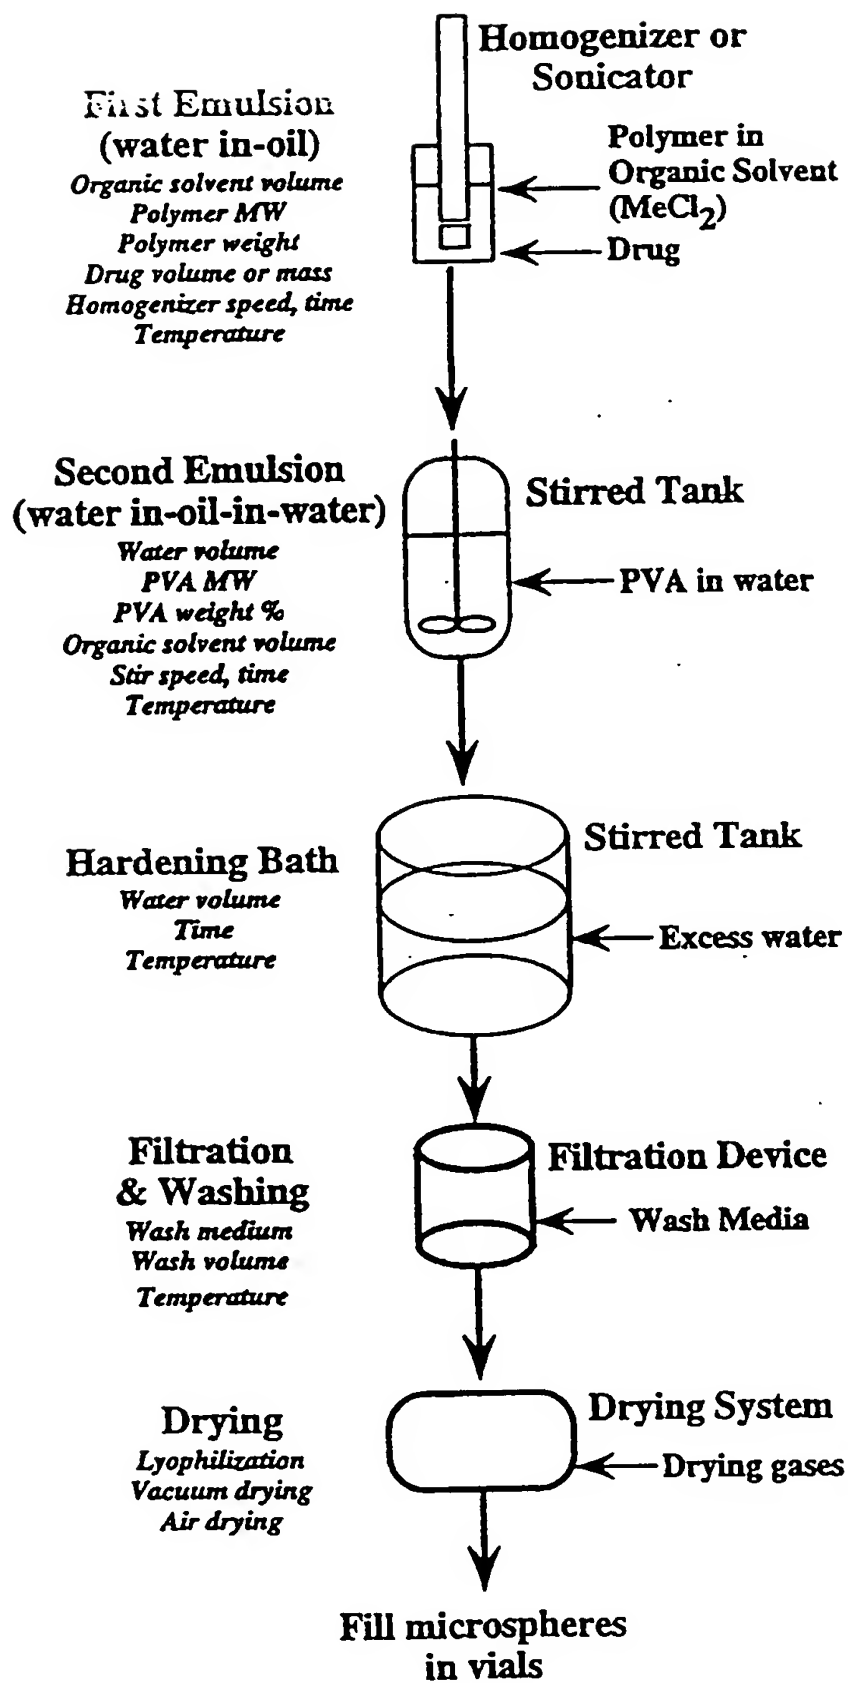 Homogenizer or
Sonicator
First Emulsion
(water in-oil)
Organic solvent volume
Polymer MW
Polymer weight
Drug volume or mass
Homogenizer speed, time
Temperature
Polymer in
Organic Solvent
(MeCl2)
Drug
Second Emulsion
(water in-oil-in-water)
Water volume
PVA MW
PVA weight %
Organic solvent volume
Stir speed, time
Temperature
Stirred Tank
PVA in water
Hardening Bath
Water volume
Time
Temperature
Stirred Tank
Excess water
Filtration
& Washing
Wash medium
Wash volume
Temperature
Filtration Device
Wash Media
Drying
Lyophilization
Vacuum drying
Air drying
Drying System
Drying gases
Fill microspheres
in vials